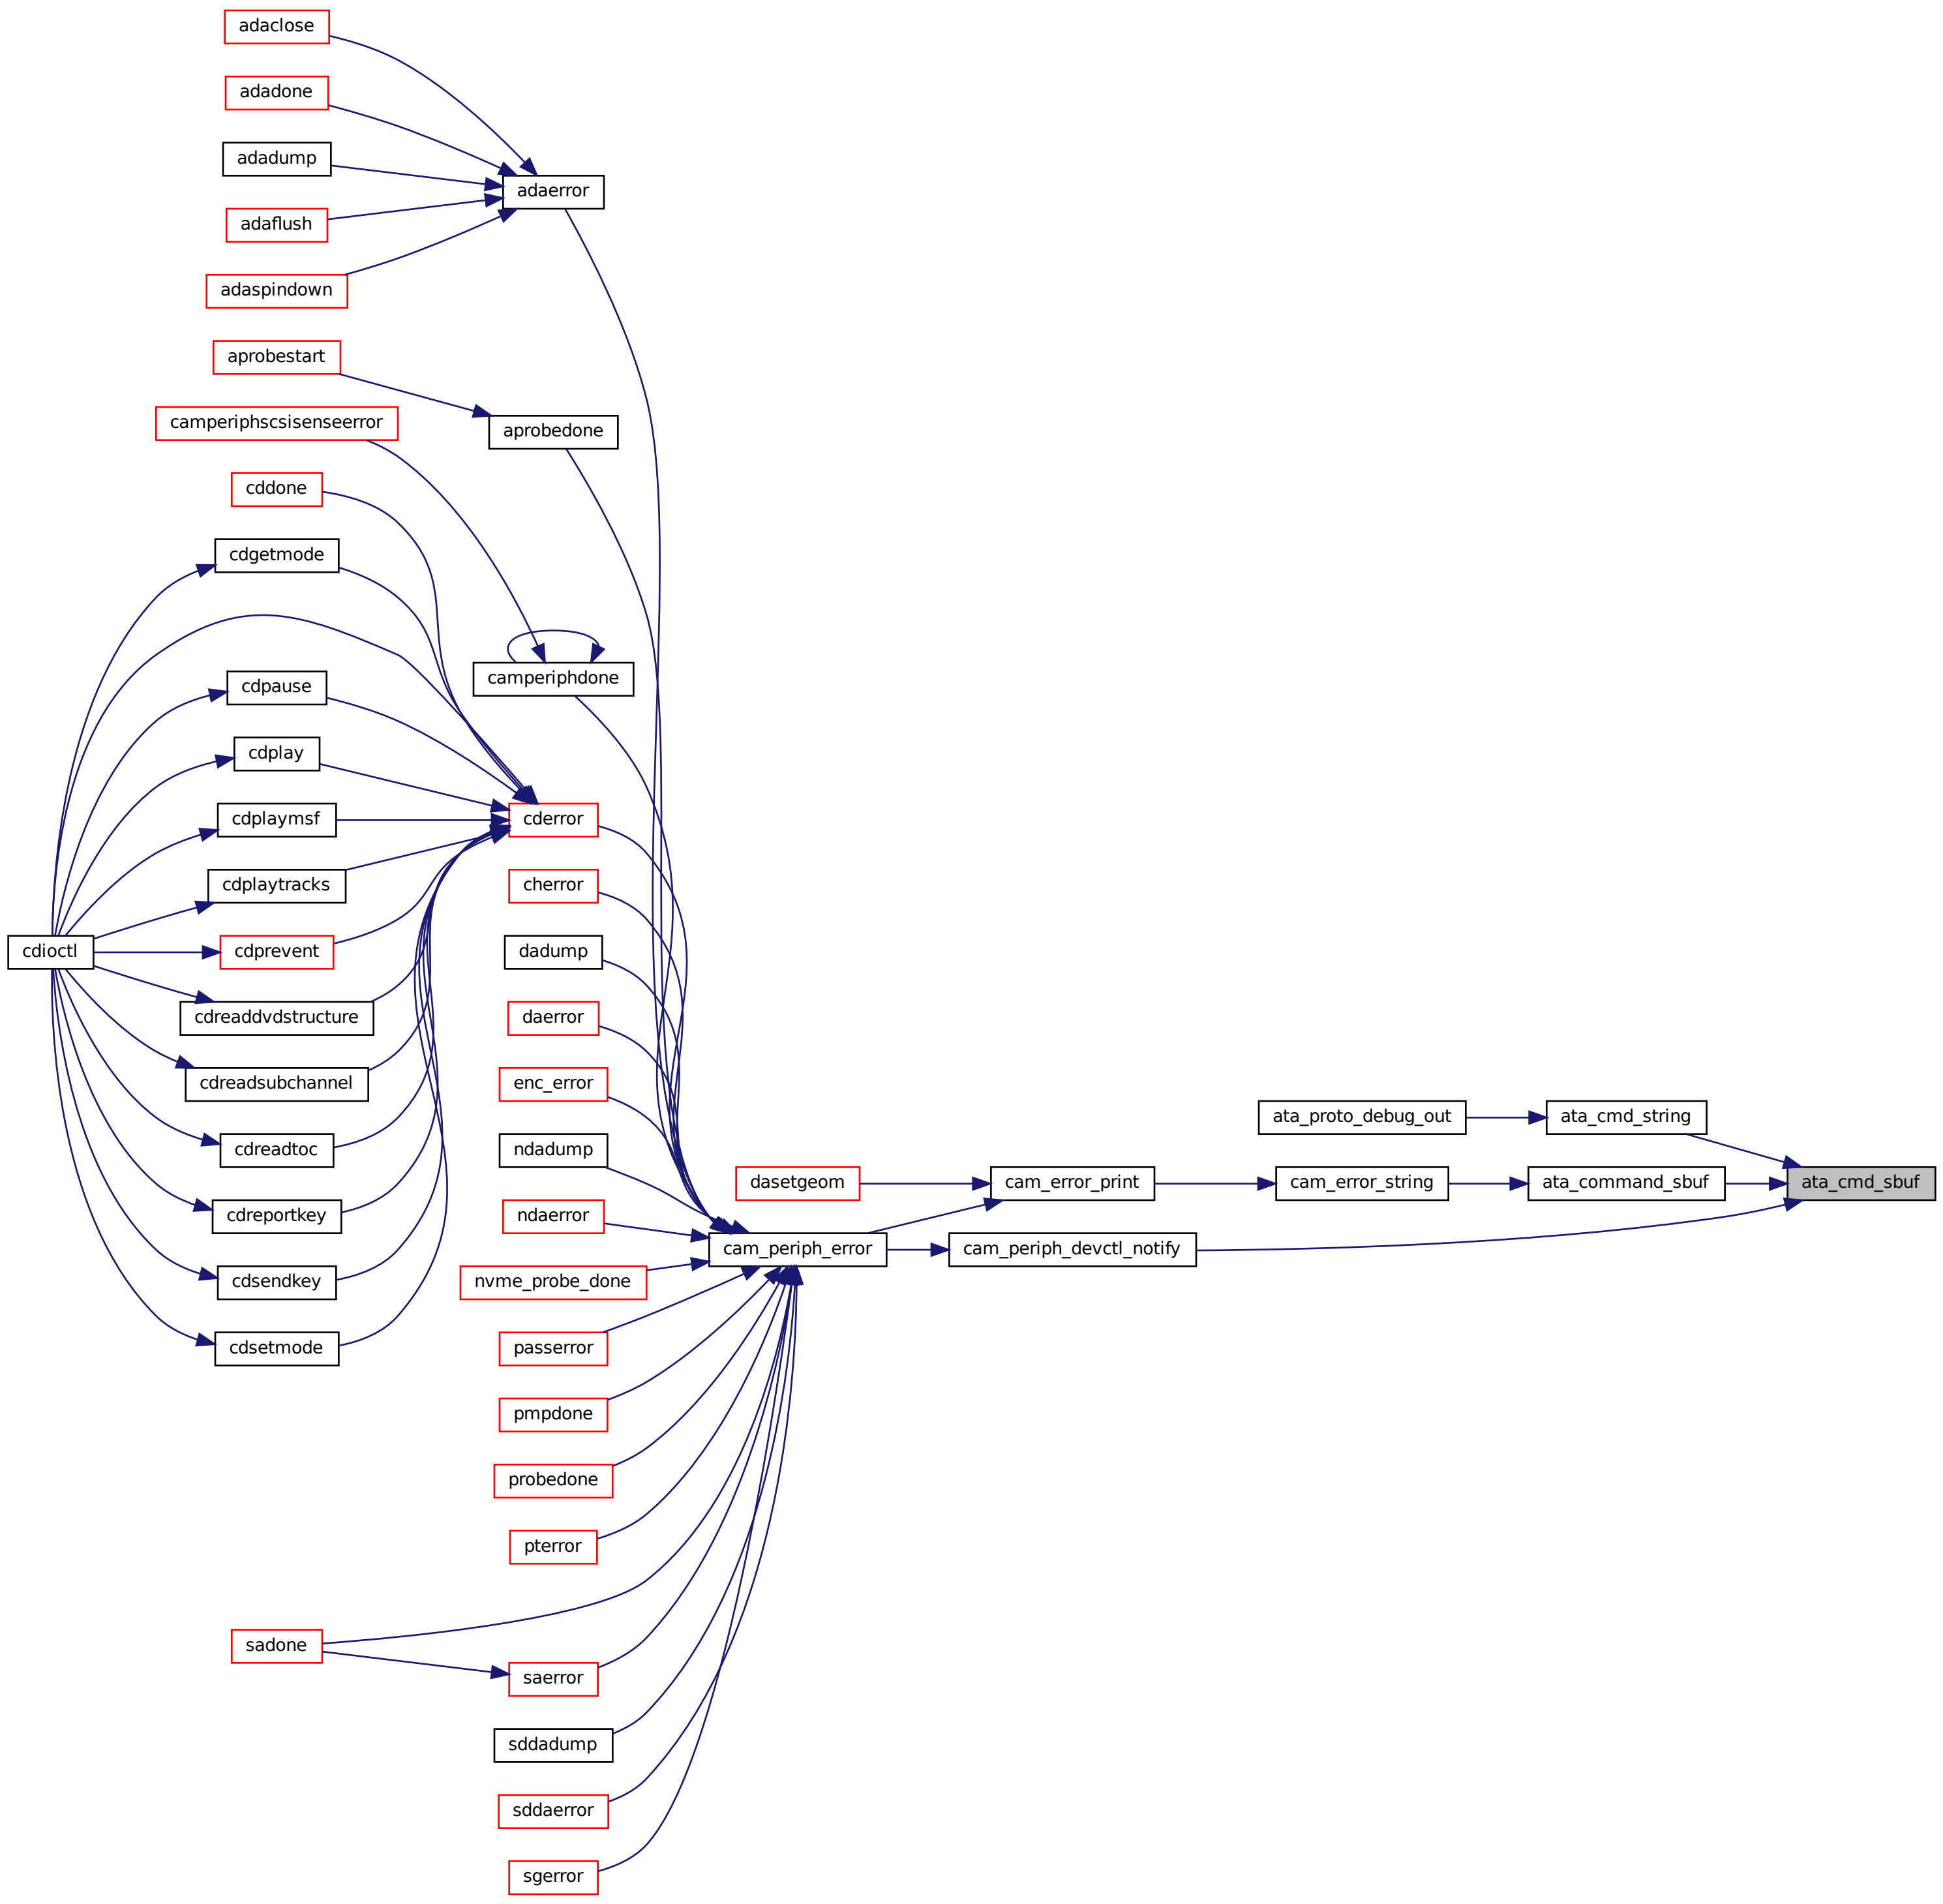 adaclose
adadone
adadump
adaerror
adaflush
adaspindown
aprobestart
camperiphscsisenseerror
aprobedone
cddone
cdgetmode
camperiphdone
cdpause
cdplay
cdplaymsf
cderror
cdplaytracks
cherror
cdioctl
cdprevent
dadump
cdreaddvdstructure
daerror
cdreadsubchannel
enc_error
ata_proto_debug_out
ata_cmd_string
cdreadtoc
ndadump
dasetgeom
cam_error_print
cam_error_string
ata_command_sbuf
ata_cmd_sbuf
cdreportkey
ndaerror
cam_periph_error
cam_periph_devctl_notify
cdsendkey
nvme_probe_done
cdsetmode
passerror
pmpdone
probedone
pterror
sadone
saerror
sddadump
sddaerror
sgerror